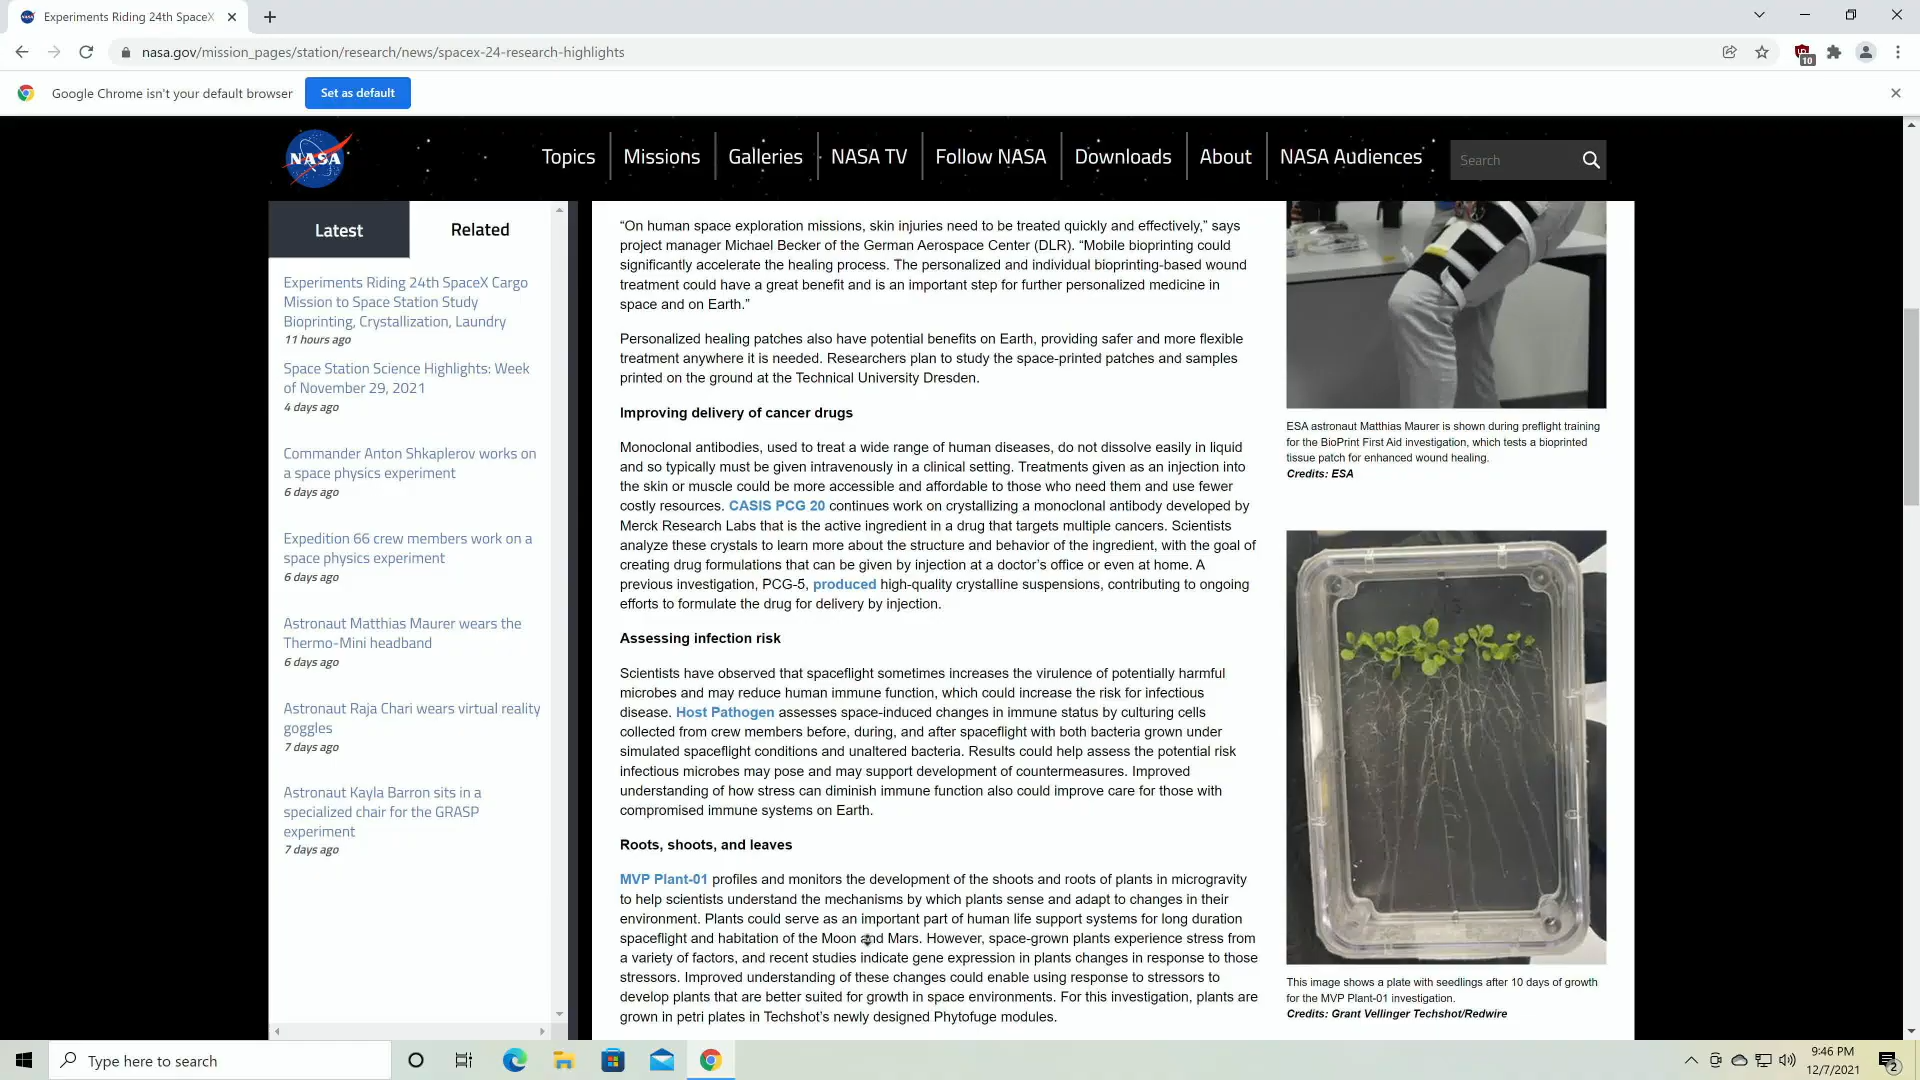 Experiments Riding 24th SpaceX
nasa.gov/mission_pages/station/research/news/spacex-24-research-highlights
10
Google Chrome isn't your default browser
Set as default
NASA
Topics
Missions
Galleries
NASA TV
Follow NASA
Downloads
About
NASA Audiences
Search
Latest
Related
Experiments Riding 24th SpaceX Cargo
Mission to Space Station Study
Bioprinting, Crystallization, Laundry
11 hours ago
Space Station Science Highlights: Week
of November 29, 2021
4 days ago
Commander Anton Shkaplerov works on
a space physics experiment
6 days ago
Expedition 66 crew members work on a
space physics experiment
6 days ago
Astronaut Matthias Maurer wears the
Thermo-Mini headband
6 days ago
Astronaut Raja Chari wears virtual reality
goggles
7 days ago
Astronaut Kayla Barron sits in a
specialized chair for the GRASP
experiment
7 days ago
“On human space exploration missions, skin injuries need to be treated quickly and effectively,” says
project manager Michael Becker of the German Aerospace Center (DLR). “Mobile bioprinting could
significantly accelerate the healing process. The personalized and individual bioprinting-based wound
treatment could have a great benefit and is an important step for further personalized medicine in
space and on Earth.”
Personalized healing patches also have potential benefits on Earth, providing safer and more flexible
treatment anywhere it is needed. Researchers plan to study the space-printed patches and samples
printed on the ground at the Technical University Dresden.
Improving delivery of cancer drugs
Monoclonal antibodies, used to treat a wide range of human diseases, do not dissolve easily in liquid
and so typically must be given intravenously in a clinical setting. Treatments given as an injection into
the skin or muscle could be more accessible and affordable to those who need them and use fewer
costly resources. CASIS PCG 20 continues work on crystallizing a monoclonal antibody developed by
Merck Research Labs that is the active ingredient in a drug that targets multiple cancers. Scientists
analyze these crystals to learn more about the structure and behavior of the ingredient, with the goal of
creating drug formulations that can be given by injection at a doctor’s office or even at home. A
previous investigation, PCG-5, produced high-quality crystalline suspensions, contributing to ongoing
efforts to formulate the drug for delivery by injection.
Assessing infection risk
Scientists have observed that spaceflight sometimes increases the virulence of potentially harmful
microbes and may reduce human immune function, which could increase the risk for infectious
disease. Host Pathogen assesses space-induced changes in immune status by culturing cells
collected from crew members before, during, and after spaceflight with both bacteria grown under
simulated spaceflight conditions and unaltered bacteria. Results could help assess the potential risk
infectious microbes may pose and may support development of countermeasures. Improved
understanding of how stress can diminish immune function also could improve care for those with
compromised immune systems on Earth.
Roots, shoots, and leaves
MVP Plant-01 profiles and monitors the development of the shoots and roots of plants in microgravity
to help scientists understand the mechanisms by which plants sense and adapt to changes in their
environment. Plants could serve as an important part of human life support systems for long duration
spaceflight and habitation of the Moon and Mars. However, space-grown plants experience stress from
a variety of factors, and recent studies indicate gene expression in plants changes in response to those
stressors. Improved understanding of these changes could enable using response to stressors to
develop plants that are better suited for growth in space environments. For this investigation, plants are
grown in petri plates in Techshot’s newly designed Phytofuge modules.
ESA astronaut Matthias Maurer is shown during preflight training
for the BioPrint First Aid investigation, which tests a bioprinted
tissue patch for enhanced wound healing.
Credits: ESA
This image shows a plate with seedlings after 10 days of growth
for the MVP Plant-01 investigation.
Credits: Grant Vellinger Techshot/Redwire
Type here to search
9:46 PM
12/7/2021
2